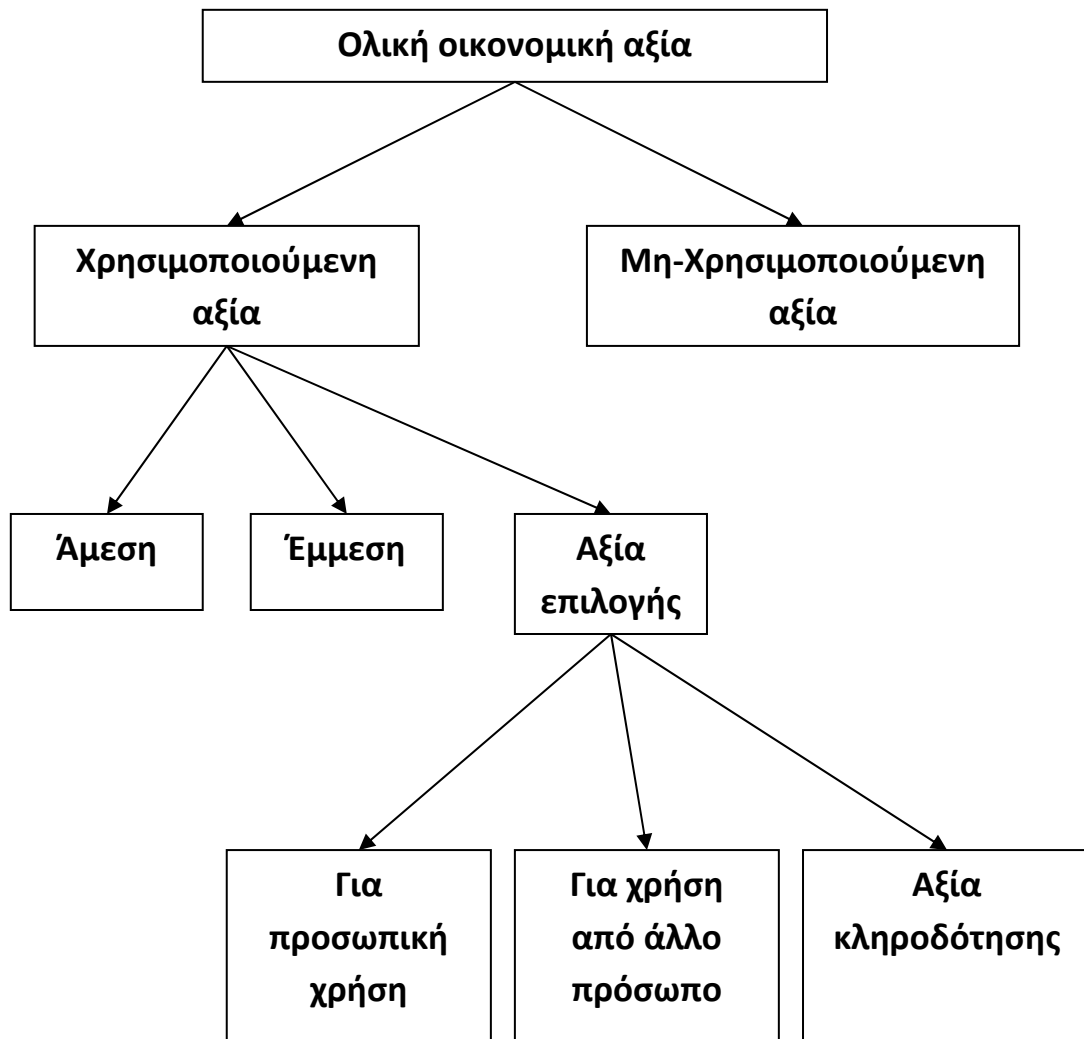 Ολική οικονομική αξία
Χρησιμοποιούμενη
αξία
Μη-Χρησιμοποιούμενη
αξία
Άμεση
Έμμεση
Αξία
επιλογής
Για
προσωπική
χρήση
Για χρήση
από άλλο
πρόσωπο
Αξία
κληροδότησης